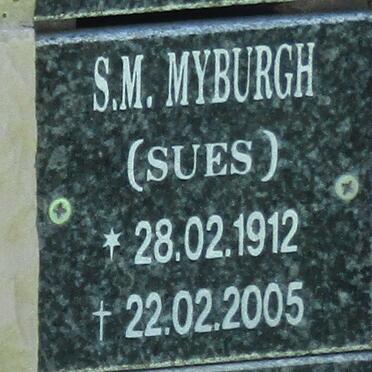 S.M. MYBURGH
(SUES)
* 28.02.1912
† 22.02.2005